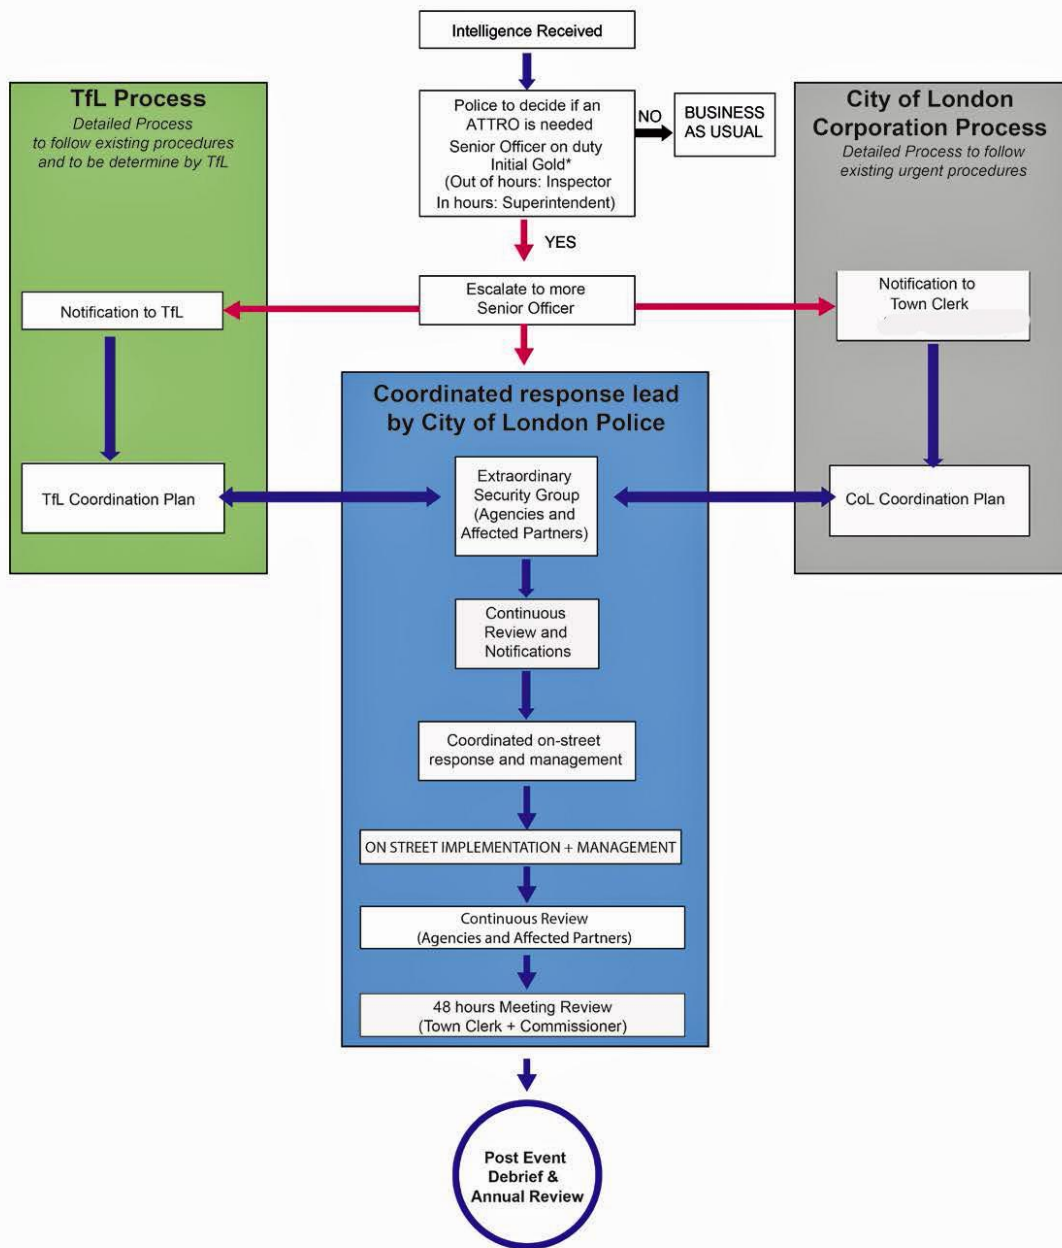 Intelligence Received
TfL Process
Detailed Process
to follow existing procedures
and to be determine by TfL
Police to decide if an
ATTRO is needed
Senior Officer on duty
Initial Gold*
(Out of hours: Inspector
In hours: Superintendent)
NO
BUSINESS
AS USUAL
City of London
Corporation Process
Detailed Process to follow
existing urgent procedures
YES
Escalate to more
Senior Officer
Notification to TfL
Notification to
Town Clerk
Coordinated response lead
by City of London Police
TfL Coordination Plan
Extraordinary
Security Group
(Agencies and
Affected Partners)
CoL Coordination Plan
Continuous
Review and
Notifications
Coordinated on-street
response and management
ON STREET IMPLEMENTATION + MANAGEMENT
Continuous Review
(Agencies and Affected Partners)
48 hours Meeting Review
(Town Clerk + Commissioner)
Post Event
Debrief &
Annual Review